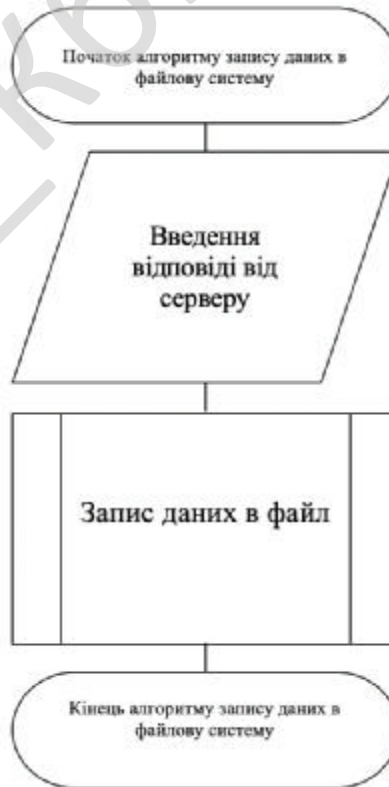 Початок алгоритму запису даних в
файлову систему
Введення
відповіді від
серверу
Запис даних в файл
Кінець алгоритму запису даних в
файлову систему